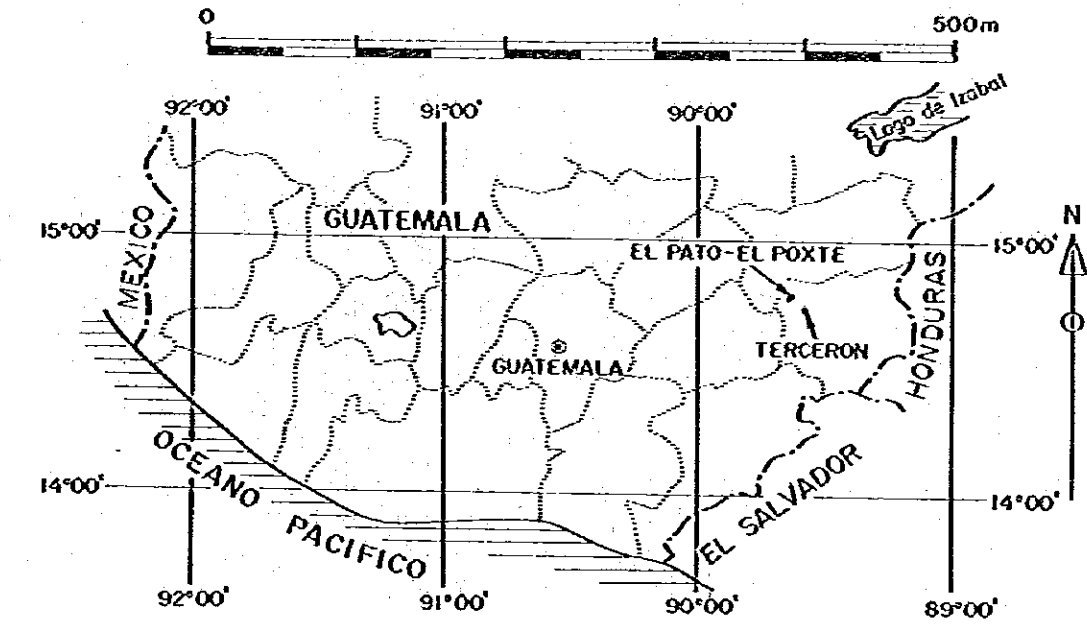 0 500m
92°00' 91°00' 90°00'
Lago de Izabal
MEXICO
GUATEMALA
N
15°00' 15°00'
EL PATO-EL POXTE
HONDURAS
GUATEMALA
TERCERON
OCEANO PACIFICO
14°00' 14°00'
EL SALVADOR
92°00' 91°00' 90°00' 89°00'